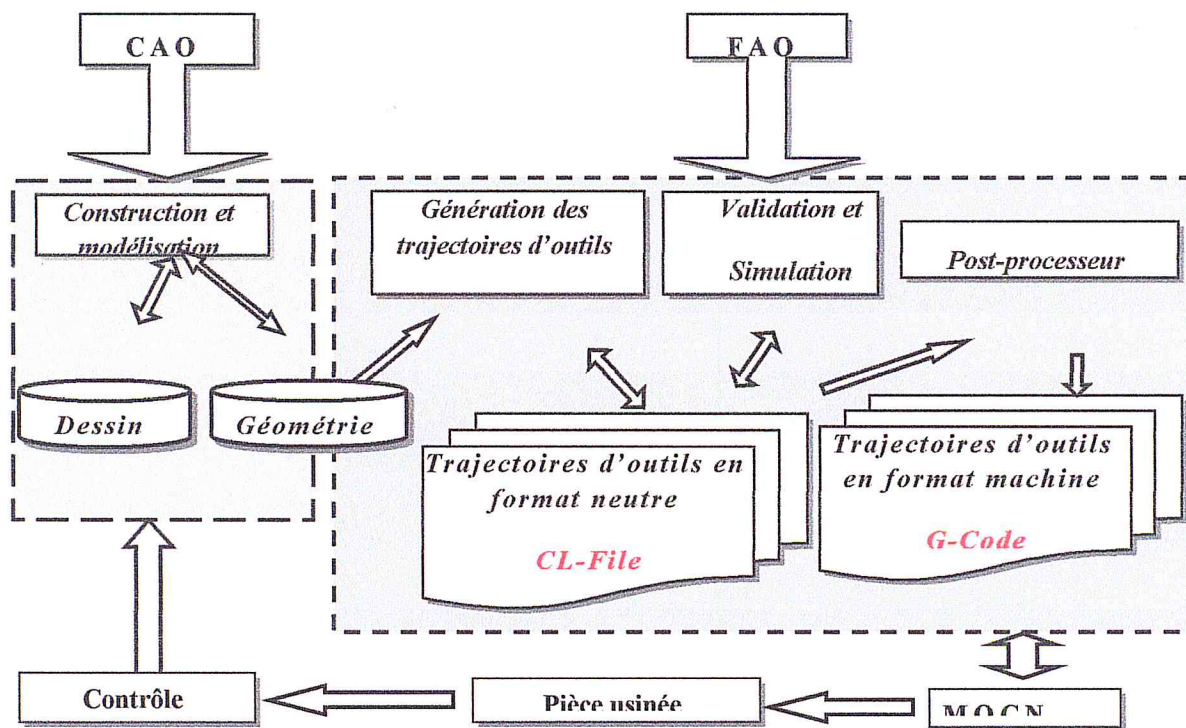 CAO
FAO
Construction et
modélisation
Dessin
Géométrie
Génération des
trajectoires d'outils
Validation et
Simulation
Post-processeur
Trajectoires d'outils en
format neutre
CL-File
Trajectoires d'outils
en format machine
G-Code
Contrôle
Pièce usinée
MOCN